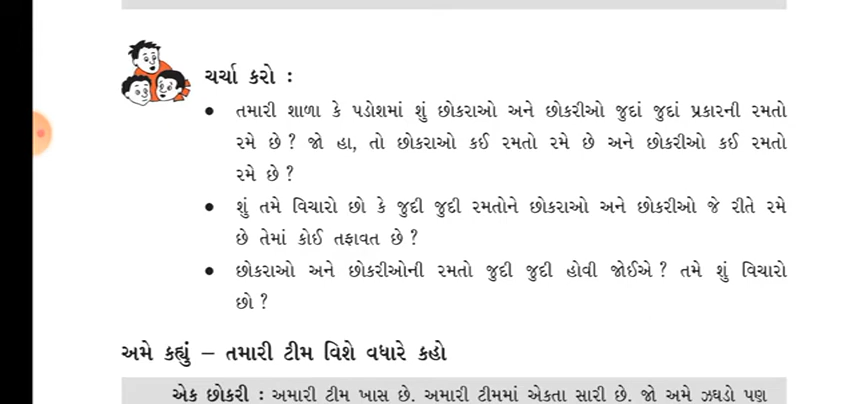 ચર્ચા કરો :
• તમારી શાળા કે પડોશમાં શું છોકરાઓ અને છોકરીઓ જુદાં જુદાં પ્રકારની રમતો
રમે છે ? જો હા, તો છોકરાઓ કઈ રમતો રમે છે અને છોકરીઓ કઈ રમતો
રમે છે ?
• શું તમે વિચારો છો કે જુદી જુદી રમતોને છોકરાઓ અને છોકરીઓ જે રીતે રમે
છે તેમાં કોઈ તફાવત છે ?
• છોકરાઓ અને છોકરીઓની રમતો જુદી જુદી હોવી જોઈએ ? તમે શું વિચારો
છો ?
અમે કહ્યું – તમારી ટીમ વિશે વધારે કહો
એક છોકરી : અમારી ટીમ ખાસ છે. અમારી ટીમમાં એકતા સારી છે. જો અમે ઝઘડો પણ